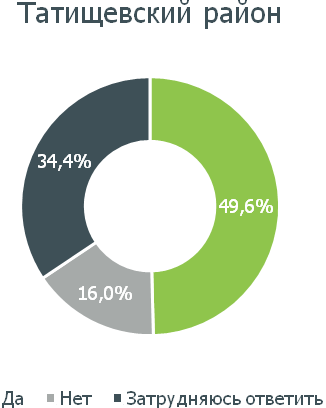 Татищевский район
34,4%
49,6%
16,0%
Да Нет Затрудняюсь ответить